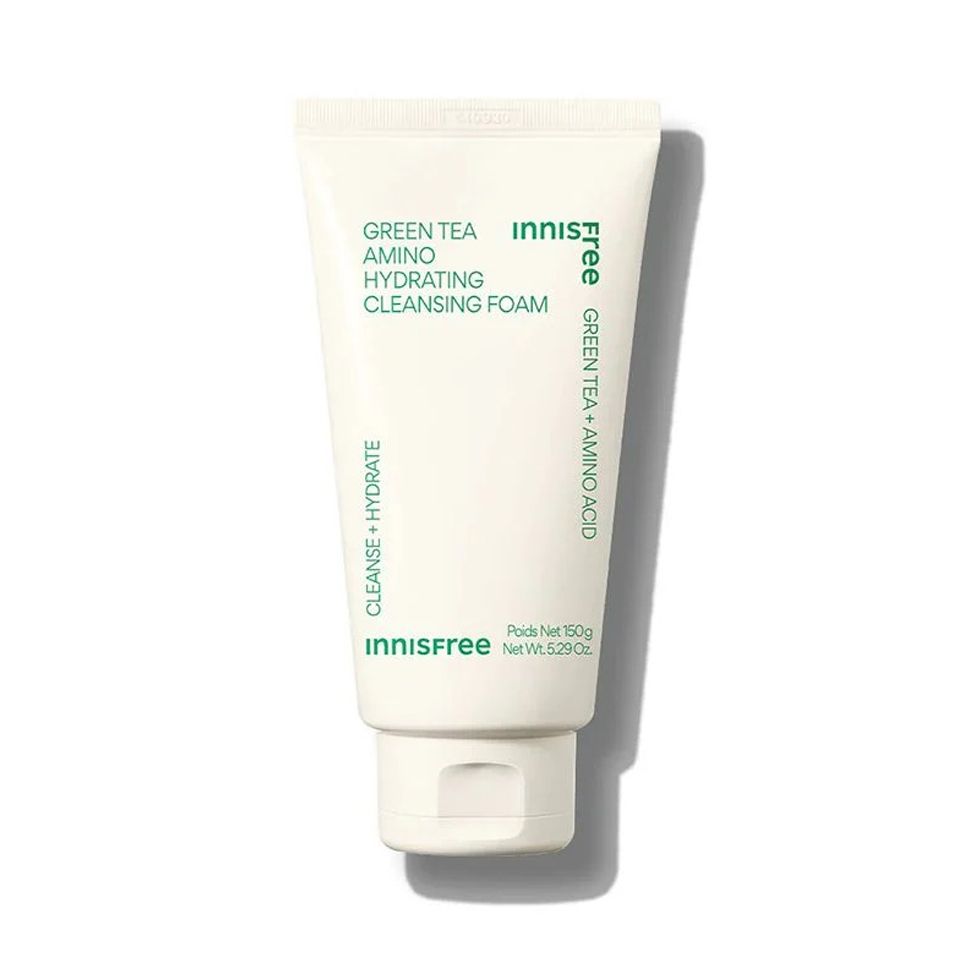 GREEN TEA
AMINO
HYDRATING
CLEANSING FOAM
INNISFree
GREEN TEA + AMINO ACID
CLEANSE + HYDRATE
INNISFree
Poids Net 150g
Net Wt. 5.29 Oz.